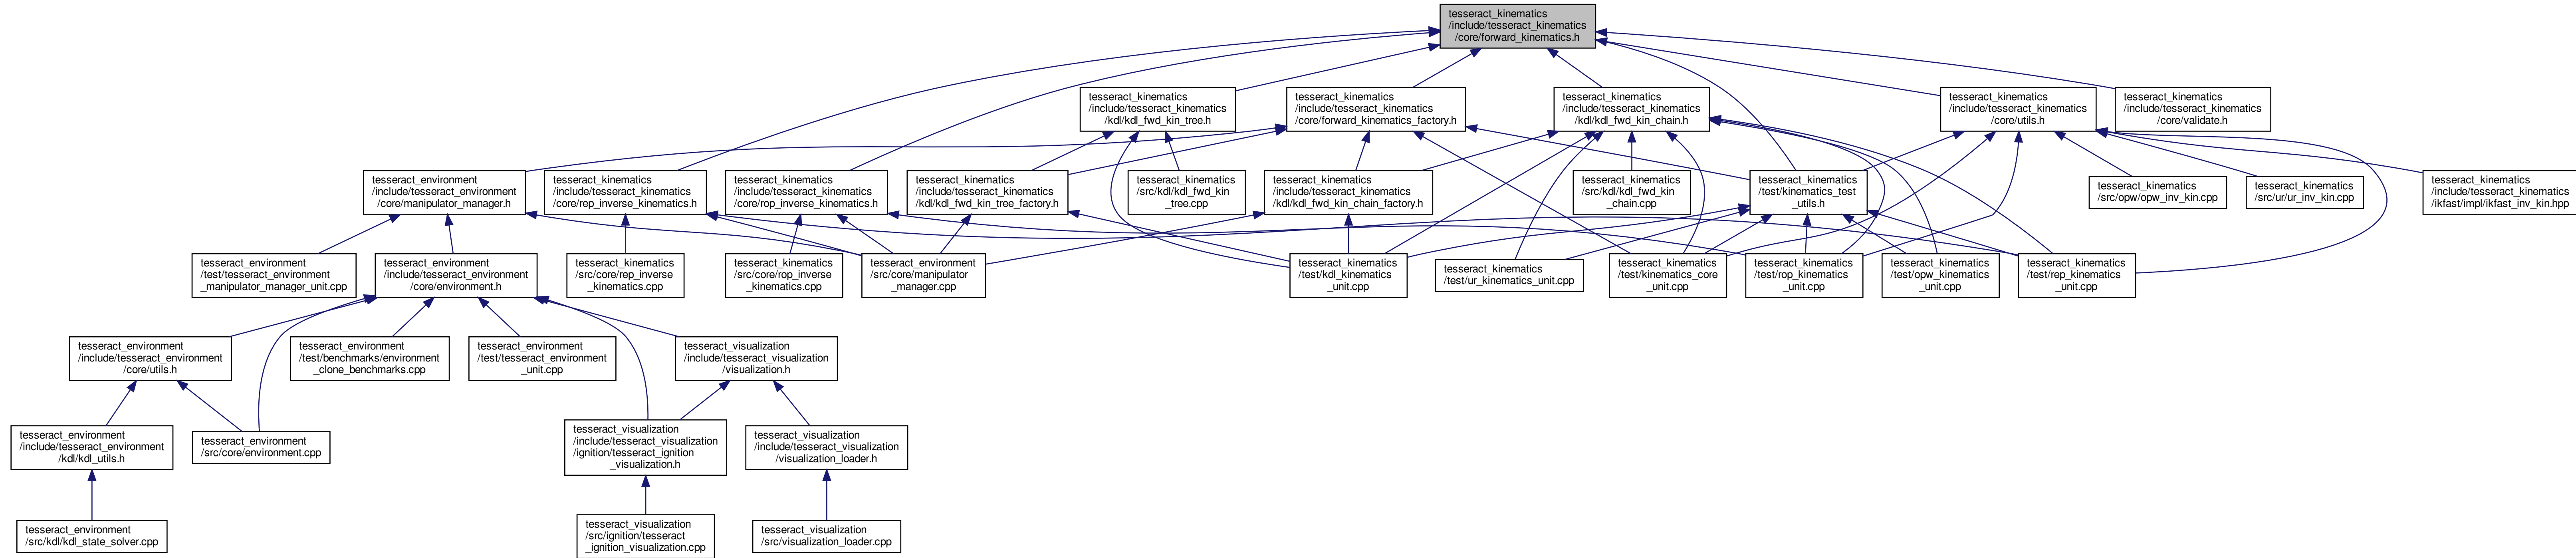 tesseract_kinematics
/include/tesseract_kinematics
/core/forward_kinematics.h
tesseract_kinematics
/include/tesseract_kinematics
/kdl/kdl_fwd_kin_tree.h
tesseract_kinematics
/include/tesseract_kinematics
/core/forward_kinematics_factory.h
tesseract_kinematics
/include/tesseract_kinematics
/kdl/kdl_fwd_kin_chain.h
tesseract_kinematics
/include/tesseract_kinematics
/core/utils.h
tesseract_kinematics
/include/tesseract_kinematics
/core/validate.h
tesseract_environment
/include/tesseract_environment
/core/manipulator_manager.h
tesseract_kinematics
/include/tesseract_kinematics
/core/rep_inverse_kinematics.h
tesseract_kinematics
/include/tesseract_kinematics
/core/rop_inverse_kinematics.h
tesseract_kinematics
/include/tesseract_kinematics
/kdl/kdl_fwd_kin_tree_factory.h
tesseract_kinematics
/src/kdl/kdl_fwd_kin
_tree.cpp
tesseract_kinematics
/include/tesseract_kinematics
/kdl/kdl_fwd_kin_chain_factory.h
tesseract_kinematics
/src/kdl/kdl_fwd_kin
_chain.cpp
tesseract_kinematics
/test/kinematics_test
_utils.h
tesseract_kinematics
/src/opw/opw_inv_kin.cpp
tesseract_kinematics
/src/ur/ur_inv_kin.cpp
tesseract_kinematics
/include/tesseract_kinematics
/ikfast/impl/ikfast_inv_kin.hpp
tesseract_environment
/test/tesseract_environment
_manipulator_manager_unit.cpp
tesseract_environment
/include/tesseract_environment
/core/environment.h
tesseract_kinematics
/src/core/rep_inverse
_kinematics.cpp
tesseract_kinematics
/src/core/rop_inverse
_kinematics.cpp
tesseract_environment
/src/core/manipulator
_manager.cpp
tesseract_kinematics
/test/kdl_kinematics
_unit.cpp
tesseract_kinematics
/test/ur_kinematics_unit.cpp
tesseract_kinematics
/test/kinematics_core
_unit.cpp
tesseract_kinematics
/test/rop_kinematics
_unit.cpp
tesseract_kinematics
/test/opw_kinematics
_unit.cpp
tesseract_kinematics
/test/rep_kinematics
_unit.cpp
tesseract_environment
/include/tesseract_environment
/core/utils.h
tesseract_environment
/test/benchmarks/environment
_clone_benchmarks.cpp
tesseract_environment
/test/tesseract_environment
_unit.cpp
tesseract_visualization
/include/tesseract_visualization
/visualization.h
tesseract_environment
/include/tesseract_environment
/kdl/kdl_utils.h
tesseract_environment
/src/core/environment.cpp
tesseract_visualization
/include/tesseract_visualization
/ignition/tesseract_ignition
_visualization.h
tesseract_visualization
/include/tesseract_visualization
/visualization_loader.h
tesseract_environment
/src/kdl/kdl_state_solver.cpp
tesseract_visualization
/src/ignition/tesseract
_ignition_visualization.cpp
tesseract_visualization
/src/visualization_loader.cpp